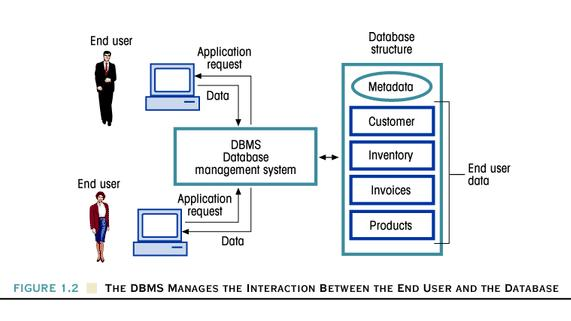 Database
structure
End user
Application
request
Data
Metadata
Customer
DBMS
Database
management system
Inventory
Invoices
Products
End user
data
End user
Application
request
Data
FIGURE 1.2 THE DBMS MANAGES THE INTERACTION BETWEEN THE END USER AND THE DATABASE